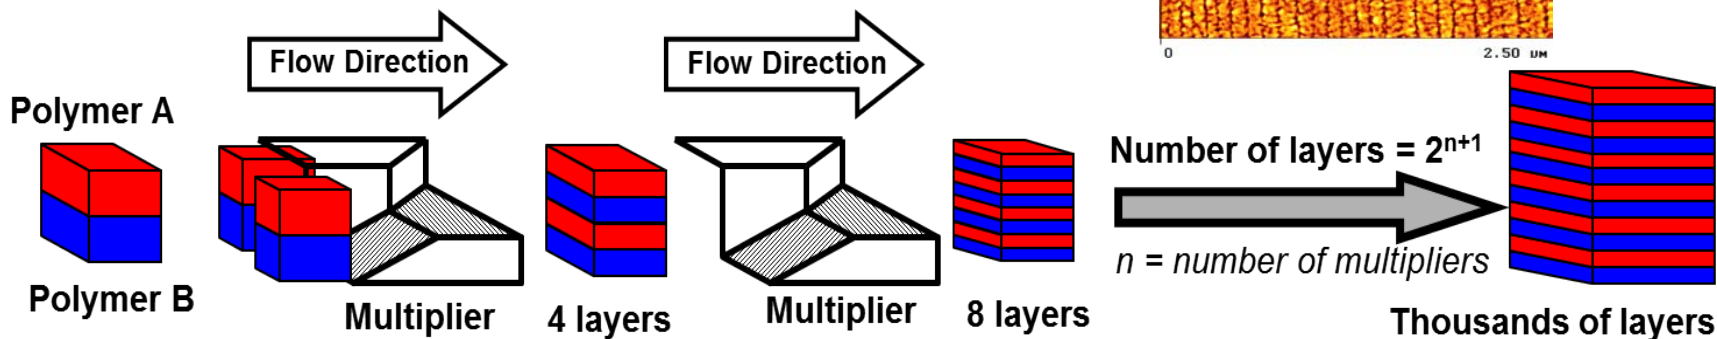 Flow Direction
Flow Direction
0 2.50 µm
Polymer A
Number of layers = 2ⁿ⁺¹
n = number of multipliers
Polymer B
Multiplier
4 layers
Multiplier
8 layers
Thousands of layers